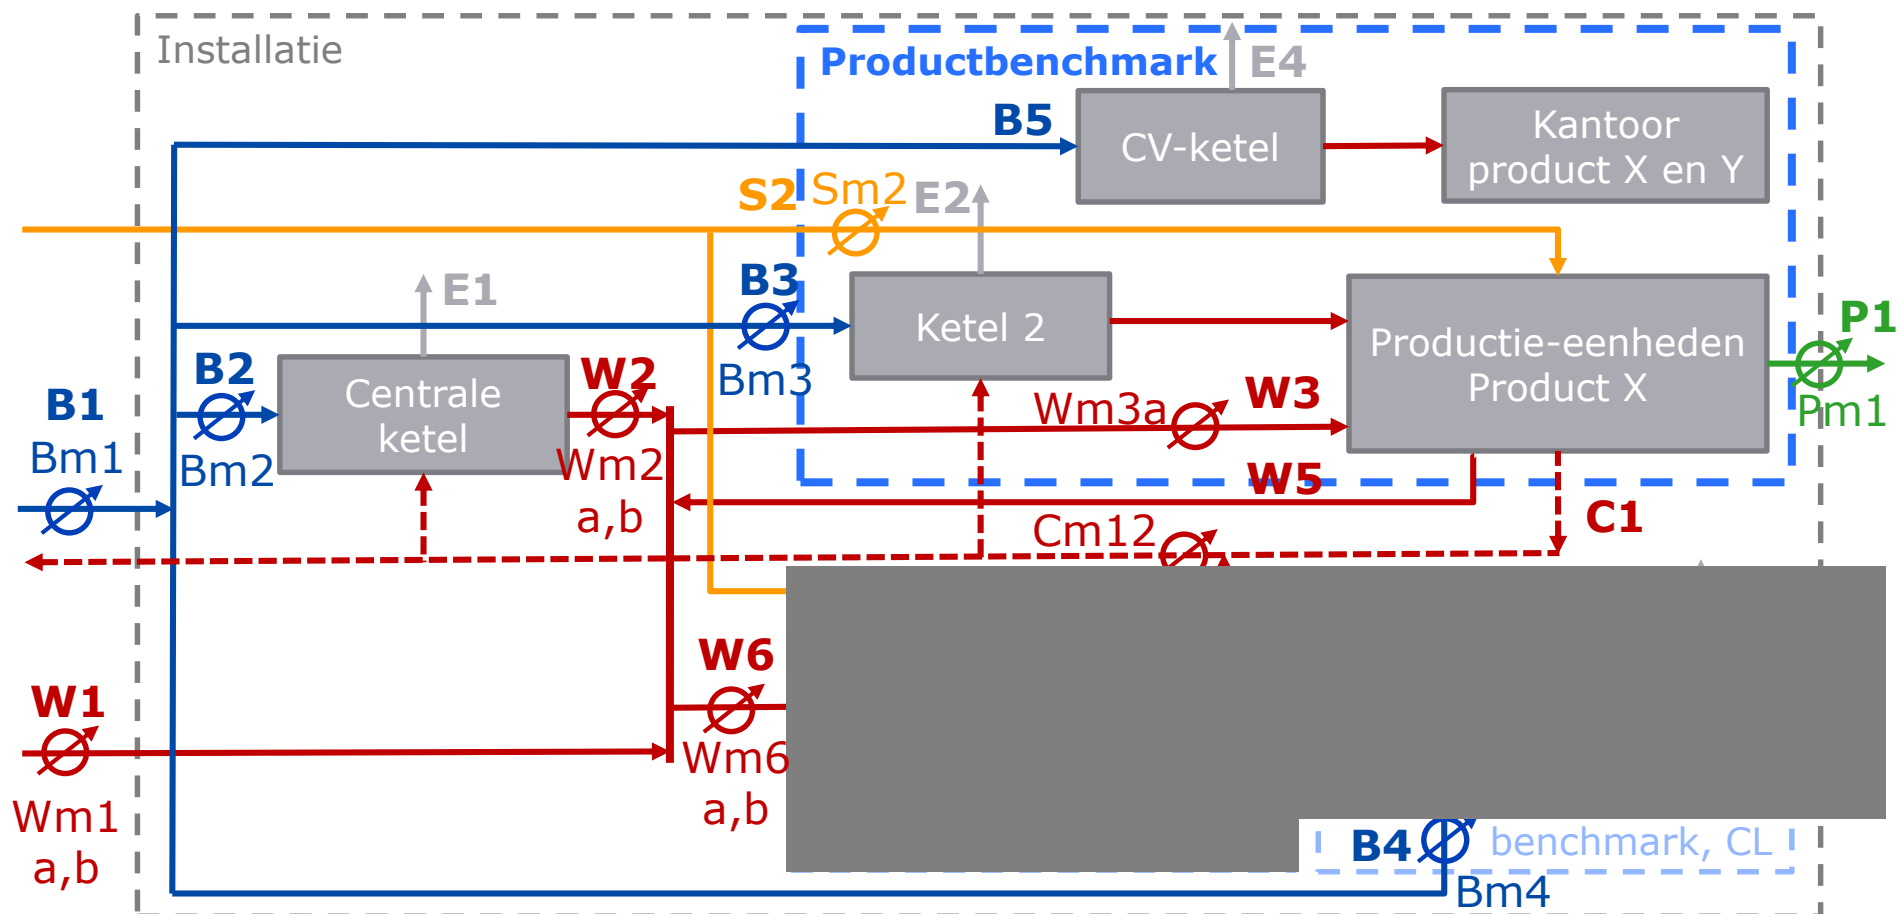 Installatie
Productbenchmark
E4
B5
CV-ketel
Kantoor
product X en Y
S2
Sm2
E2
B3
E1
Ketel 2
Bm3
Productie-eenheden
Product X
P1
Pm1
B1
Bm1
B2
Bm2
Centrale
ketel
W2
Wm2
a,b
Wm3a
W3
W5
C1
Cm12
W6
Wm6
a,b
W1
Wm1
a,b
B4
benchmark, CL
Bm4